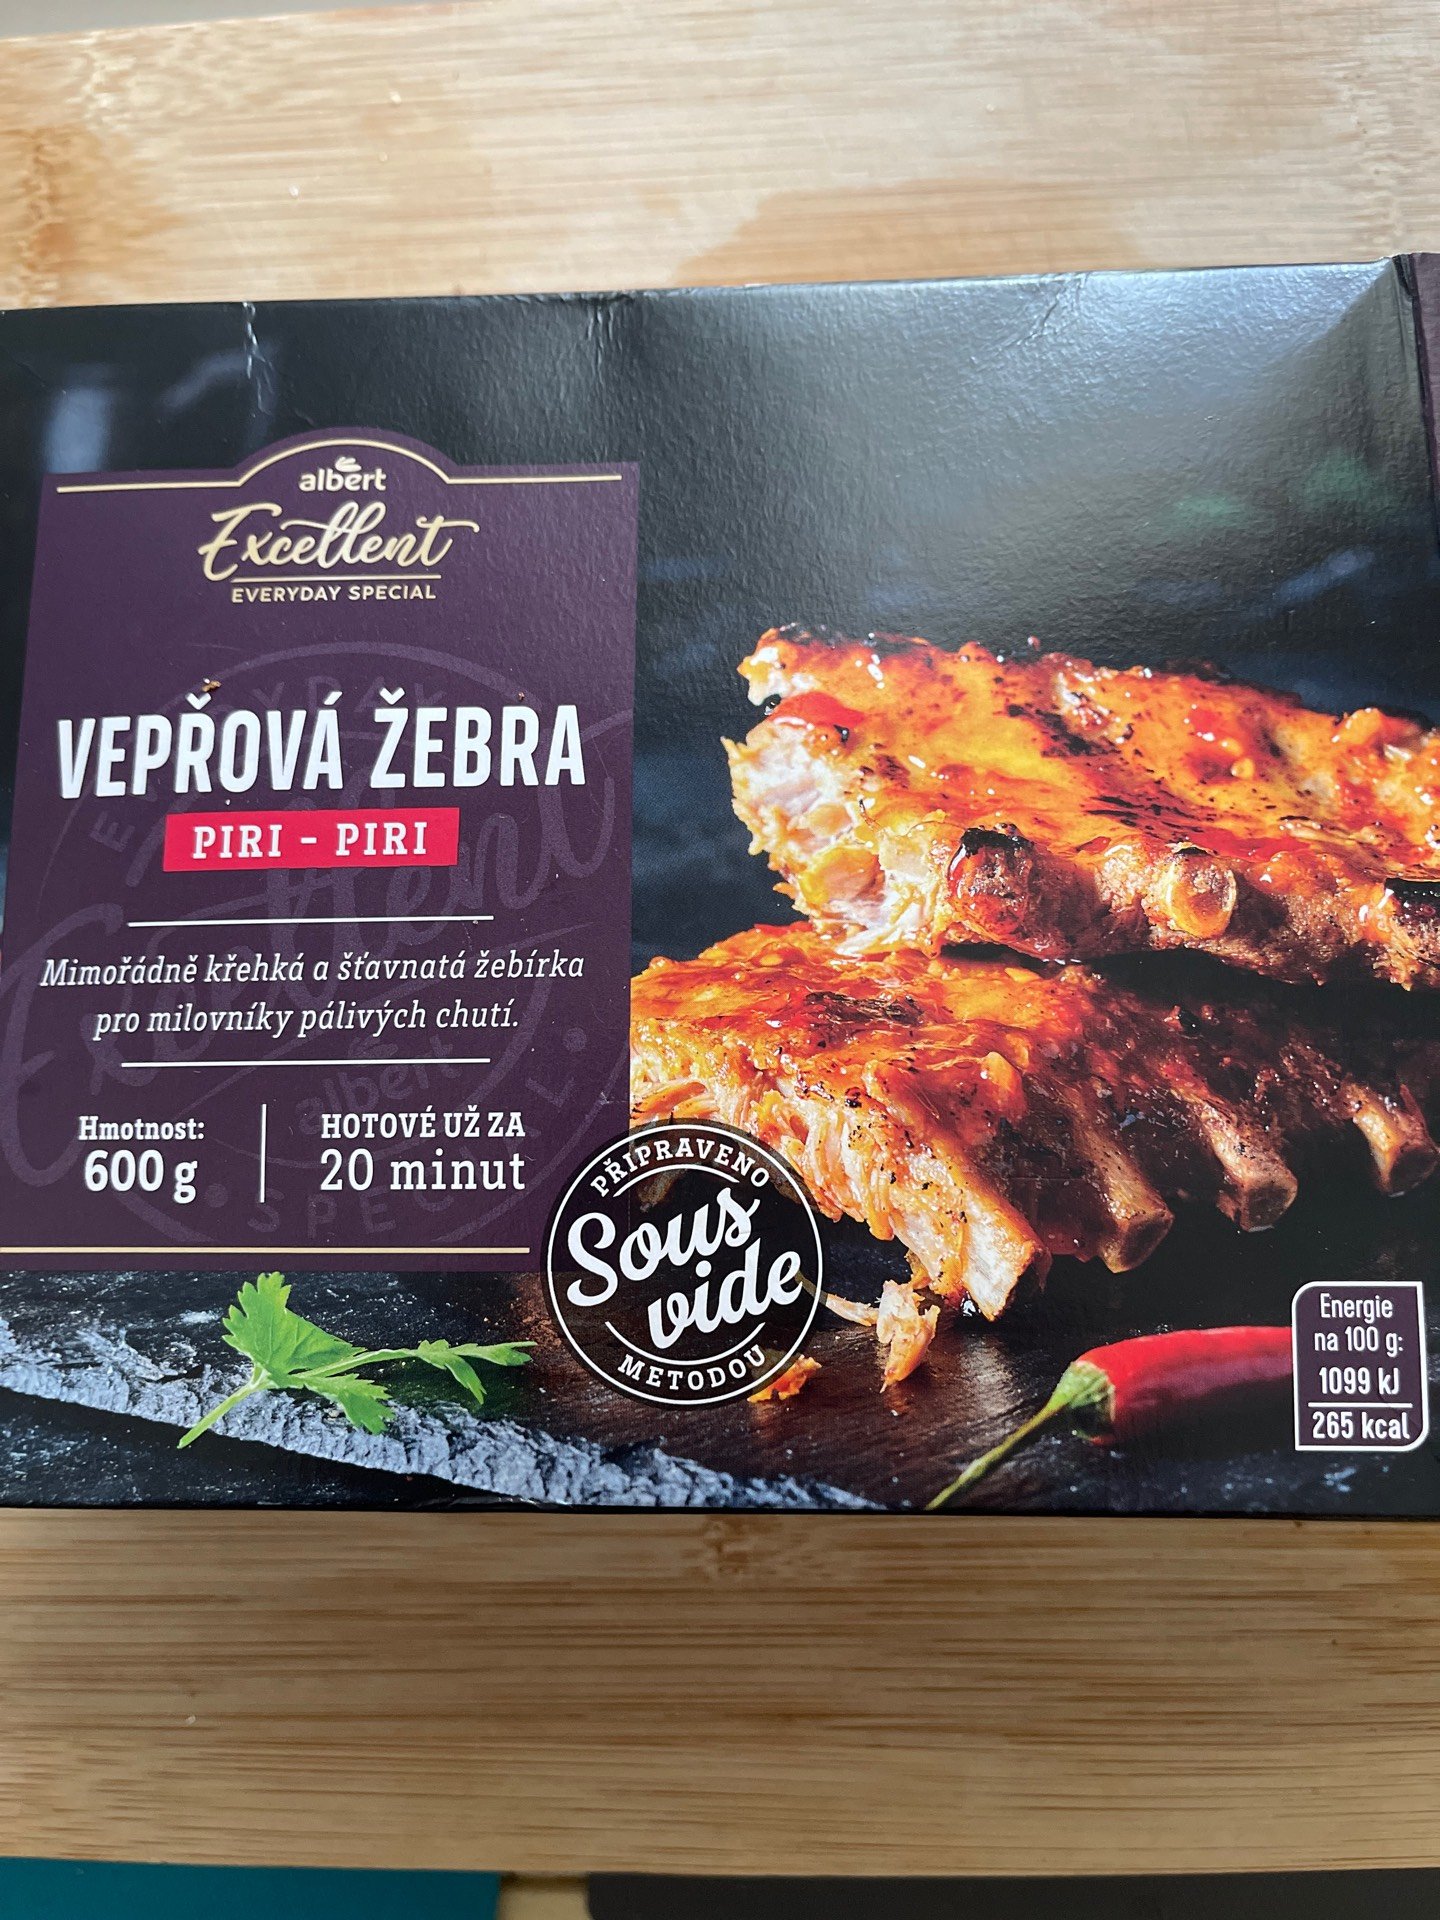 albert
Excellent
EVERYDAY SPECIAL
VEPŘOVÁ ŽEBRA
PIRI - PIRI
Mimořádně křehká a šťavnatá žebírka
pro milovníky pálivých chutí.
Hmotnost:
600 g
HOTOVÉ UŽ ZA
20 minut
PŘIPRAVENO
Sous
vide
METODOU
Energie
na 100 g:
1099 kJ
265 kcal